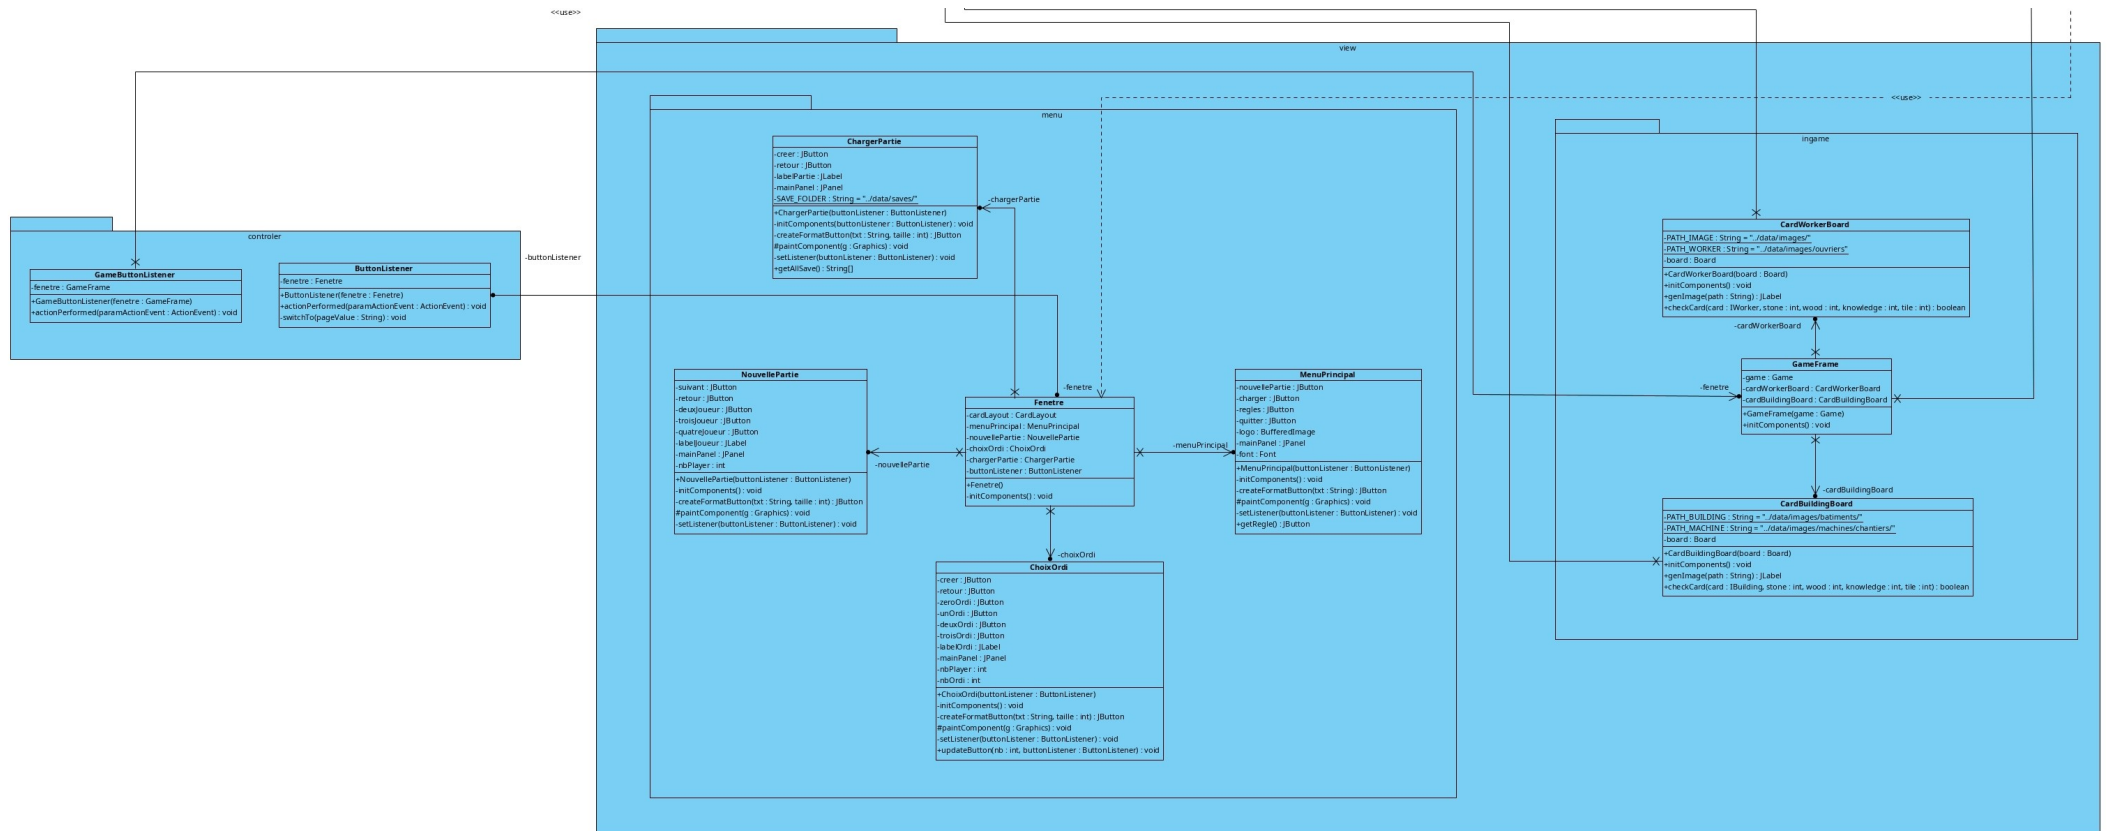 <<use>>
view
<<use>>
menu
ingame
ChargerPartie
-creer : JButton
-retour : JButton
-labelPartie : JLabel
-mainPanel : JPanel
-SAVE_FOLDER : String = "../data/saves/"
+ChargerPartie(buttonListener : ButtonListener)
-initComponents(buttonListener : ButtonListener) : void
-createFormatButton(txt : String, taille : int) : JButton
#paintComponent(g : Graphics) : void
-setListener(buttonListener : ButtonListener) : void
+getAllSave() : String[]
-chargerPartie
controler
GameButtonListener
-fenetre : GameFrame
+GameButtonListener(fenetre : GameFrame)
+actionPerformed(paramActionEvent : ActionEvent) : void
ButtonListener
-fenetre : Fenetre
+ButtonListener(fenetre : Fenetre)
+actionPerformed(paramActionEvent : ActionEvent) : void
-switchTo(pageValue : String) : void
-buttonListener
CardWorkerBoard
-PATH_IMAGE : String = "../data/images/"
-PATH_WORKER : String = "../data/images/ouvriers"
-board : Board
+CardWorkerBoard(board : Board)
+initComponents() : void
+genImage(path : String) : JLabel
+checkCard(card : IWorker, stone : int, wood : int, knowledge : int, tile : int) : boolean
-cardWorkerBoard
GameFrame
-game : Game
-cardWorkerBoard : CardWorkerBoard
-cardBuildingBoard : CardBuildingBoard
+GameFrame(game : Game)
+initComponents() : void
-fenetre
NouvellePartie
-suivant : JButton
-retour : JButton
-deuxJoueur : JButton
-troisJoueur : JButton
-quatreJoueur : JButton
-labelJoueur : JLabel
-mainPanel : JPanel
-nbPlayer : int
+NouvellePartie(buttonListener : ButtonListener)
-initComponents() : void
-createFormatButton(txt : String, taille : int) : JButton
#paintComponent(g : Graphics) : void
-setListener(buttonListener : ButtonListener) : void
-nouvellePartie
-fenetre
Fenetre
-cardLayout : CardLayout
-menuPrincipal : MenuPrincipal
-nouvellePartie : NouvellePartie
-choixOrdi : ChoixOrdi
-chargerPartie : ChargerPartie
-buttonListener : ButtonListener
+Fenetre()
-initComponents() : void
-menuPrincipal
MenuPrincipal
-nouvellePartie : JButton
-charger : JButton
-regles : JButton
-quitter : JButton
-logo : BufferedImage
-mainPanel : JPanel
-font : Font
+MenuPrincipal(buttonListener : ButtonListener)
-initComponents() : void
-createFormatButton(txt : String) : JButton
#paintComponent(g : Graphics) : void
-setListener(buttonListener : ButtonListener) : void
+getRegle() : JButton
-cardBuildingBoard
CardBuildingBoard
-PATH_BUILDING : String = "../data/images/batiments/"
-PATH_MACHINE : String = "../data/images/machines/chantiers/"
-board : Board
+CardBuildingBoard(board : Board)
+initComponents() : void
+genImage(path : String) : JLabel
+checkCard(card : IBuilding, stone : int, wood : int, knowledge : int, tile : int) : boolean
-choixOrdi
ChoixOrdi
-creer : JButton
-retour : JButton
-zeroOrdi : JButton
-unOrdi : JButton
-deuxOrdi : JButton
-troisOrdi : JButton
-labelOrdi : JLabel
-mainPanel : JPanel
-nbPlayer : int
-nbOrdi : int
+ChoixOrdi(buttonListener : ButtonListener)
-initComponents() : void
-createFormatButton(txt : String, taille : int) : JButton
#paintComponent(g : Graphics) : void
-setListener(buttonListener : ButtonListener) : void
+updateButton(nb : int, buttonListener : ButtonListener) : void